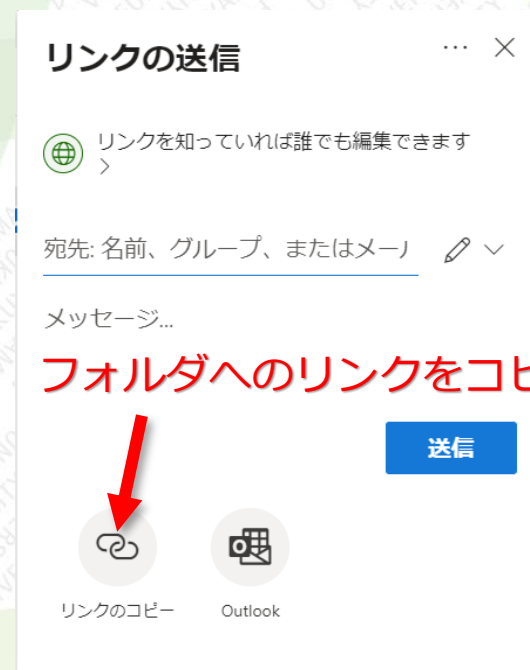 リンクの送信
リンクを知っていれば誰でも編集できます
宛先: 名前、グループ、またはメー
メッセージ...
フォルダへのリンクをコ
送信
リンクのコピー
Outlook